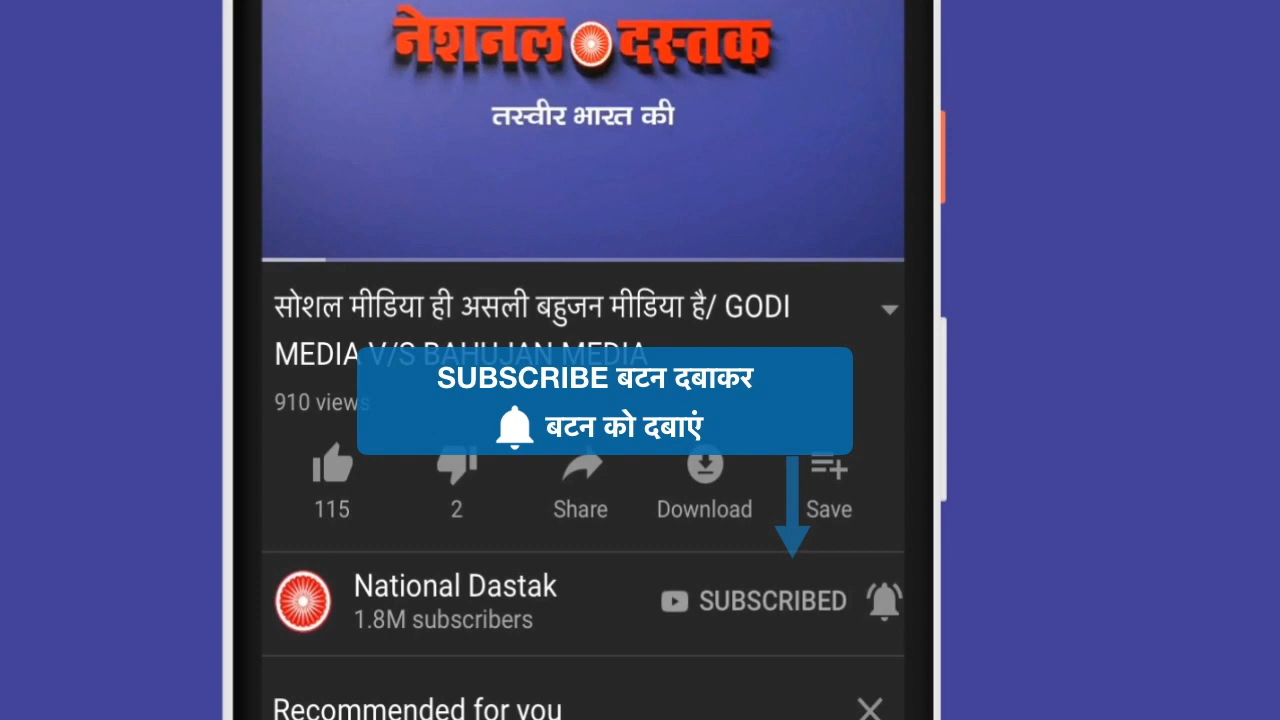 नेशनल दस्तक
तस्वीर भारत की
सोशल मीडिया ही असली बहुजन मीडिया है/ GODI
MEDIA V/S BAHUJAN MEDIA
910 views
SUBSCRIBE बटन दबाकर
बटन को दबाएं
115
2
Share
Download
Save
National Dastak
1.8M subscribers
SUBSCRIBED
Recommended for you